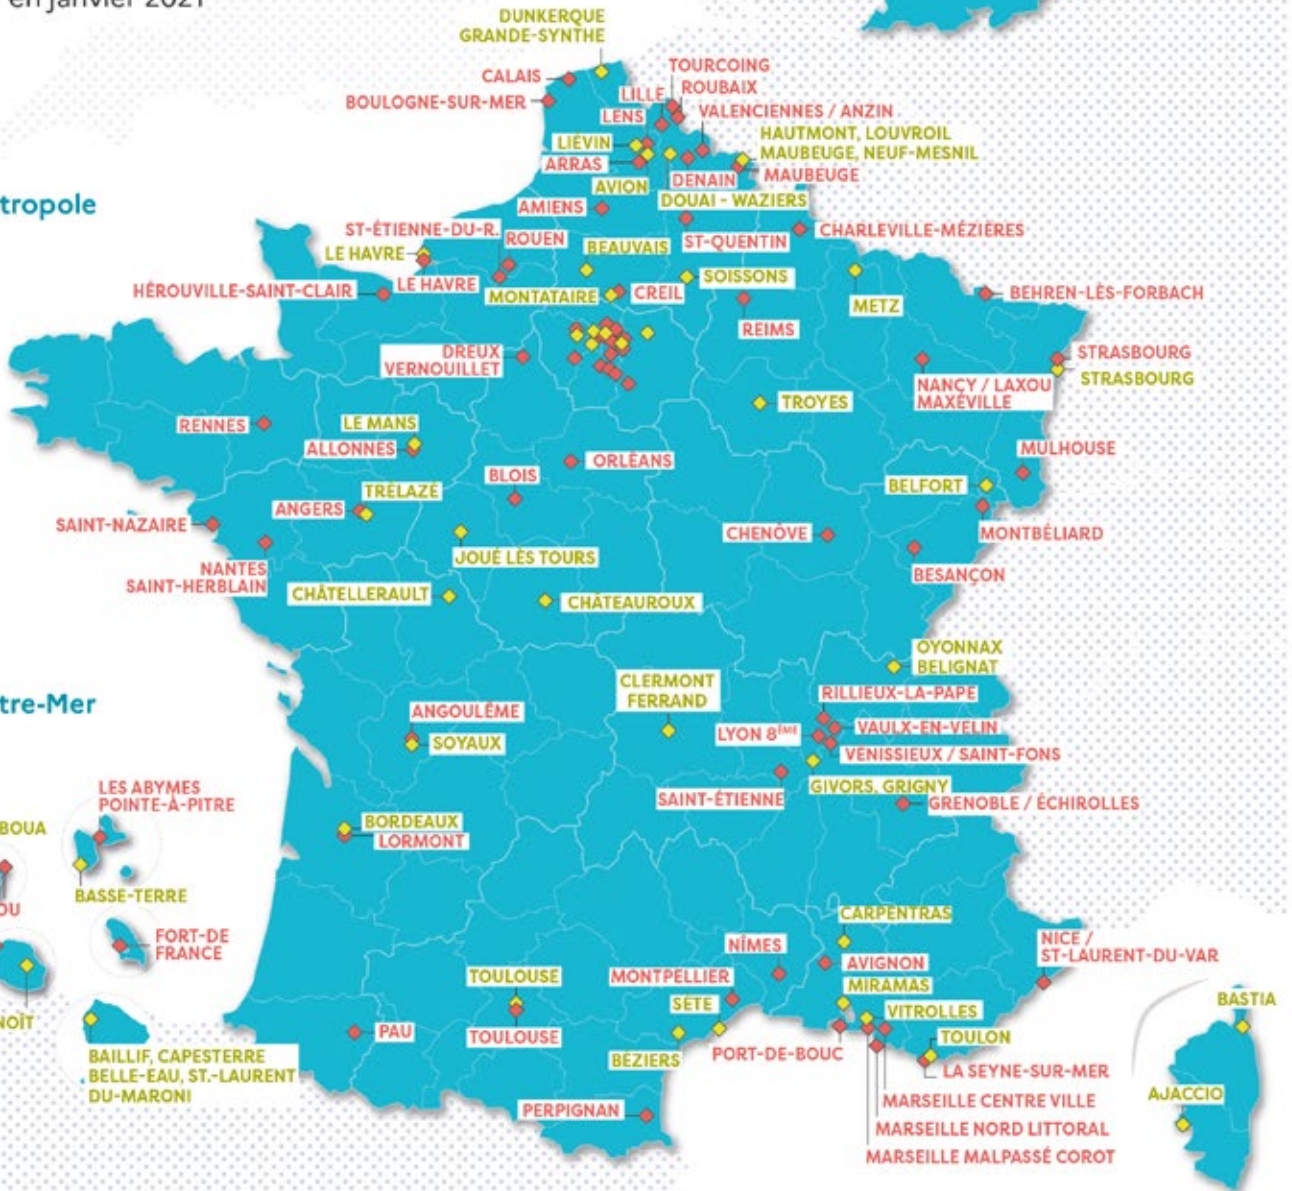 en janvier 2021
DUNKERQUE
GRANDE-SYNTHE
CALAIS
BOULOGNE-SUR-MER
TOURCOING
ROUBAIX
LILLE
LENS
VALENCIENNES / ANZIN
HAUTMONT, LOUVROIL
MAUBEUGE, NEUF-MESNIL
MAUBEUGE
LIÉVIN
ARRAS
AVION
DENAIN
DOUAI - WAZIERS
tropole
AMIENS
ST-QUENTIN
CHARLEVILLE-MÉZIÈRES
ST-ÉTIENNE-DU-R.
ROUEN
LE HAVRE
LE HAVRE
BEAUVAIS
SOISSONS
HÉROUVILLE-SAINT-CLAIR
MONTATAIRE
CREIL
METZ
BEHREN-LÈS-FORBACH
REIMS
DREUX
VERNOUILLET
NANCY / LAXOU
MAXÉVILLE
STRASBOURG
STRASBOURG
TROYES
RENNES
LE MANS
ALLONNES
MULHOUSE
ORLÉANS
BLOIS
BELFORT
TRÉLAZÉ
ANGERS
SAINT-NAZAIRE
CHENÔVE
MONTBÉLIARD
NANTES
SAINT-HERBLAIN
JOUÉ LÈS TOURS
BESANÇON
CHÂTELLERAULT
CHÂTEAUROUX
OYONNAX
BELIGNAT
tre-Mer
CLERMONT
FERRAND
RILLIEUX-LA-PAPE
ANGOULÊME
SOYAUX
LYON 8ÈME
VAULX-EN-VELIN
VÉNISSIEUX / SAINT-FONS
SAINT-ÉTIENNE
GIVORS, GRIGNY
GRENOBLE / ÉCHIROLLES
LES ABYMES
POINTE-À-PITRE
BOUA
BORDEAUX
LORMONT
BASSE-TERRE
OU
FORT-DE
FRANCE
CARPENTRAS
NÎMES
AVIGNON
NICE /
ST-LAURENT-DU-VAR
TOULOUSE
TOULOUSE
MONTPELLIER
SÈTE
MIRAMAS
VITROLLES
BASTIA
NOÎT
PAU
BÉZIERS
PORT-DE-BOUC
TOULON
LA SEYNE-SUR-MER
BAILLIF, CAPESTERRE
BELLE-EAU, ST.-LAURENT
DU-MARONI
AJACCIO
PERPIGNAN
MARSEILLE CENTRE VILLE
MARSEILLE NORD LITTORAL
MARSEILLE MALPASSÉ COROT